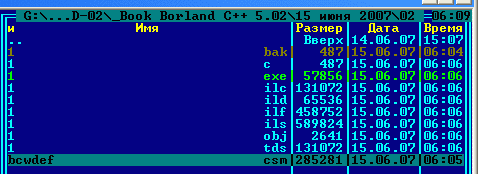 G:\...D-02\_Book Borland C++ 5.02\15 июня 2007\02 =06:09
и Имя Размер Дата Время
.. Вверх 14.06.07 15:07
1 bak 487 15.06.07 06:04
1 c 487 15.06.07 06:06
1 exe 57856 15.06.07 06:06
1 ilc 131072 15.06.07 06:06
1 ild 65536 15.06.07 06:06
1 ilf 458752 15.06.07 06:06
1 ils 589824 15.06.07 06:06
1 obj 2641 15.06.07 06:06
1 tds 131072 15.06.07 06:06
bcwdef csm 285281 15.06.07 06:05